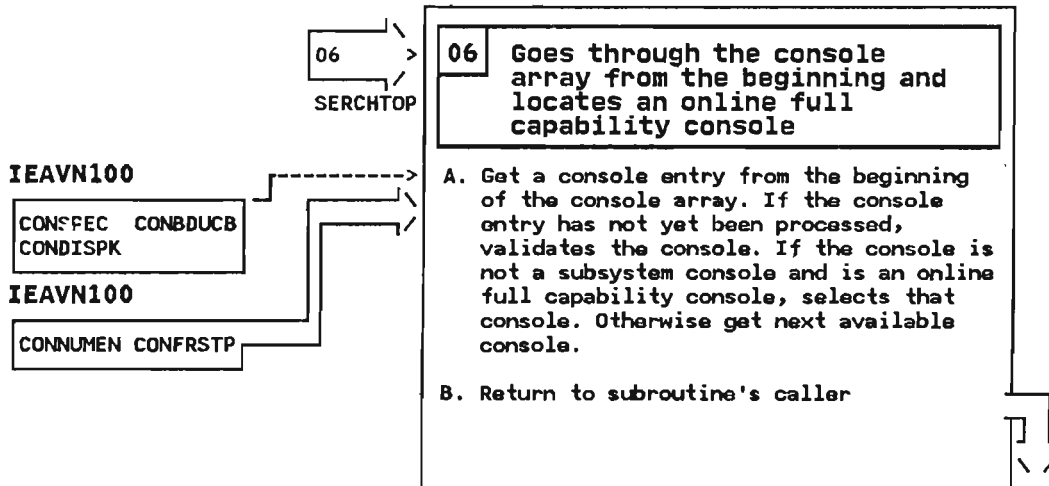 06
SERCHTOP
06 Goes through the console
array from the beginning and
locates an online full
capability console
IEAVN100
CONSPEC CONBDUCB
CONDISPK
IEAVN100
CONNUMEN CONFRSTP
A. Get a console entry from the beginning
of the console array. If the console
entry has not yet been processed,
validates the console. If the console is
not a subsystem console and is an online
full capability console, selects that
console. Otherwise get next available
console.
B. Return to subroutine's caller